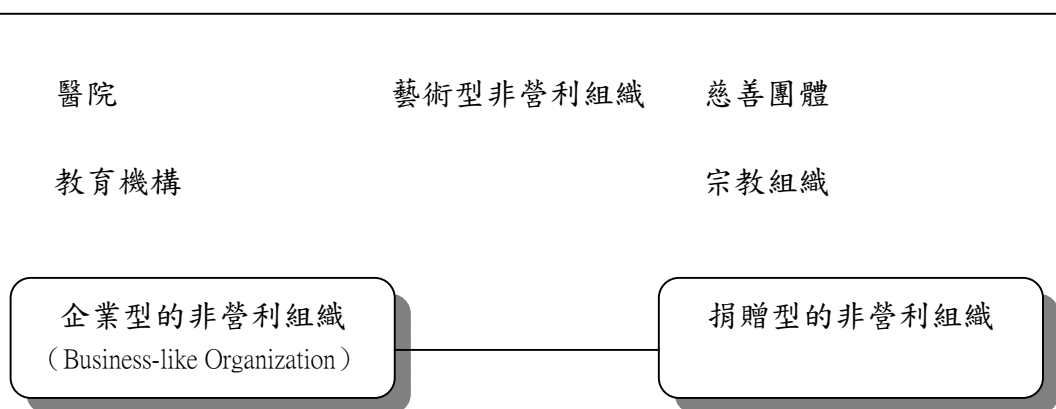 醫院 藝術型非營利組織 慈善團體
教育機構 宗教組織
企業型的非營利組織 捐贈型的非營利組織
（Business-like Organization）